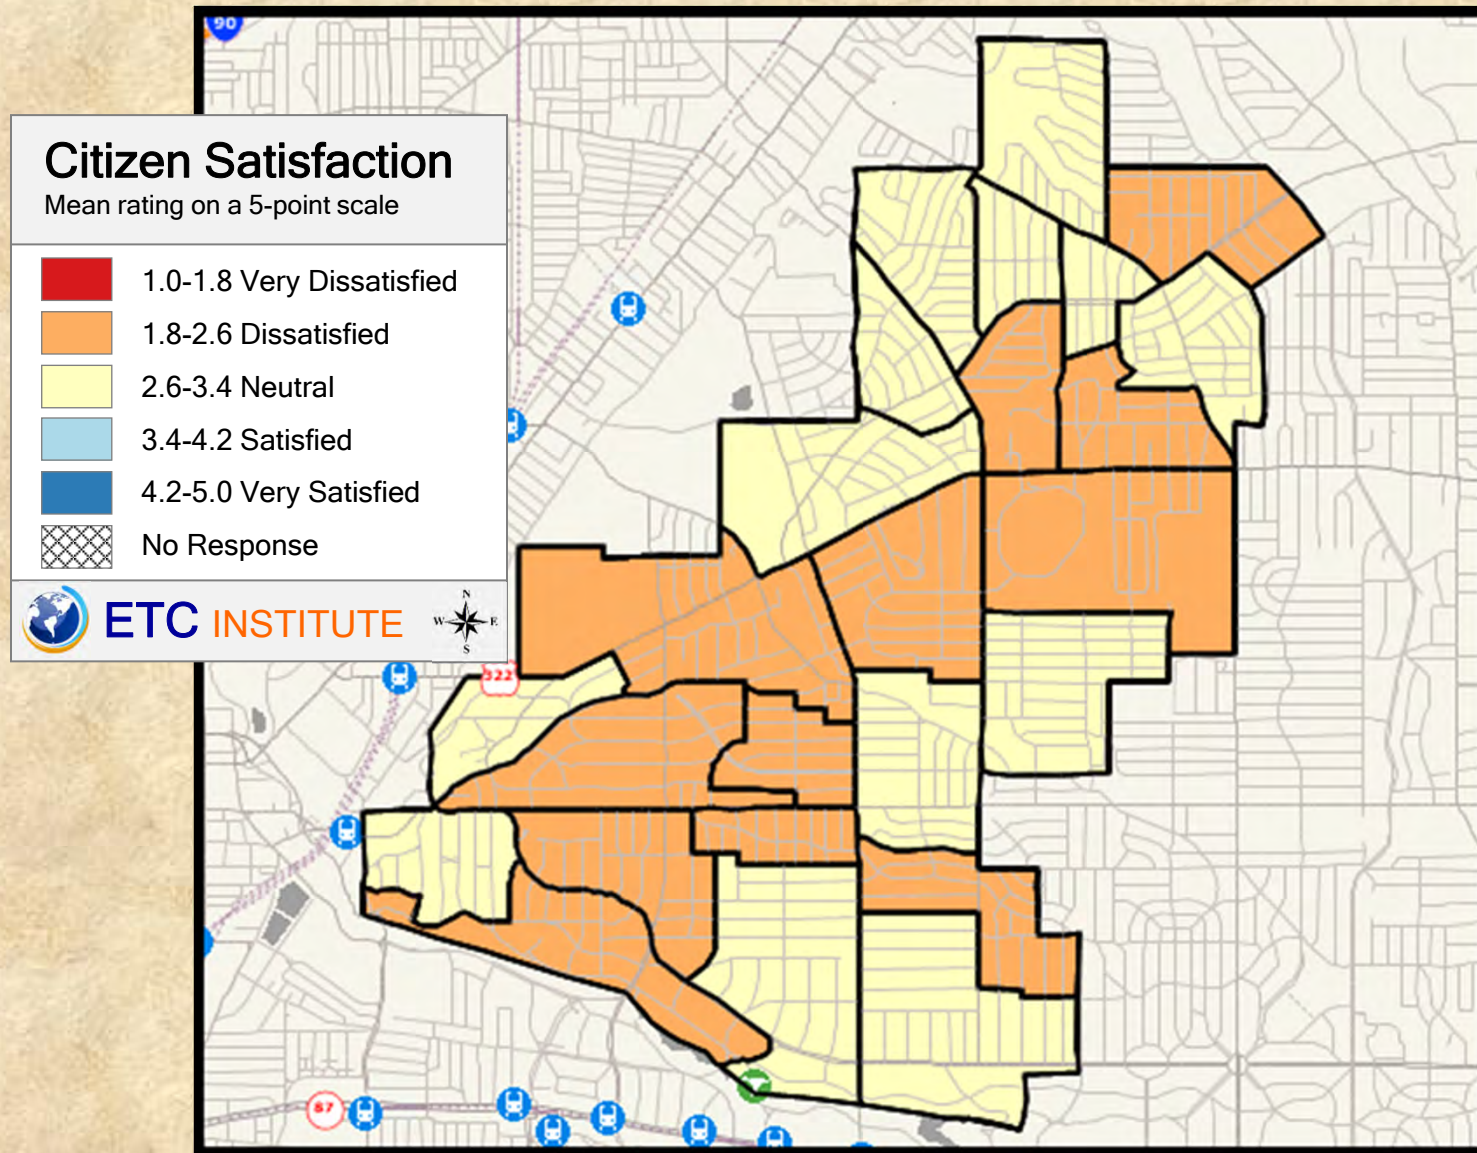 90
Citizen Satisfaction
Mean rating on a 5-point scale
1.0-1.8 Very Dissatisfied
1.8-2.6 Dissatisfied
2.6-3.4 Neutral
3.4-4.2 Satisfied
4.2-5.0 Very Satisfied
No Response
ETC INSTITUTE
N
W E
S
322
87